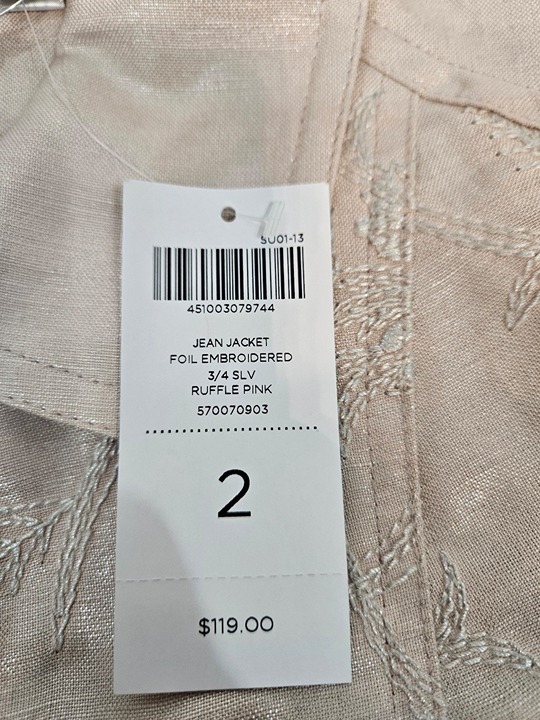 SU01-13
451003079744
JEAN JACKET
FOIL EMBROIDERED
3/4 SLV
RUFFLE PINK
570070903
2
$119.00